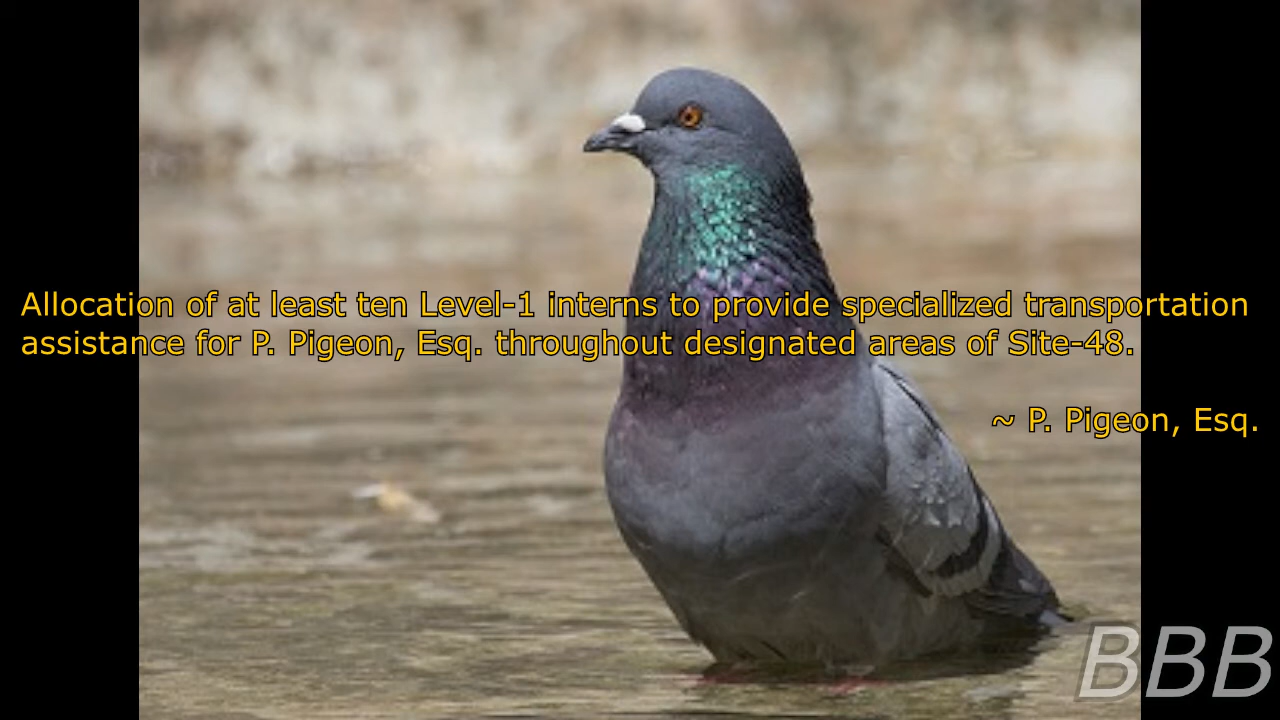 Allocation of at least ten Level-1 interns to provide specialized transportation
assistance for P. Pigeon, Esq. throughout designated areas of Site-48.
~ P. Pigeon, Esq.
BBB